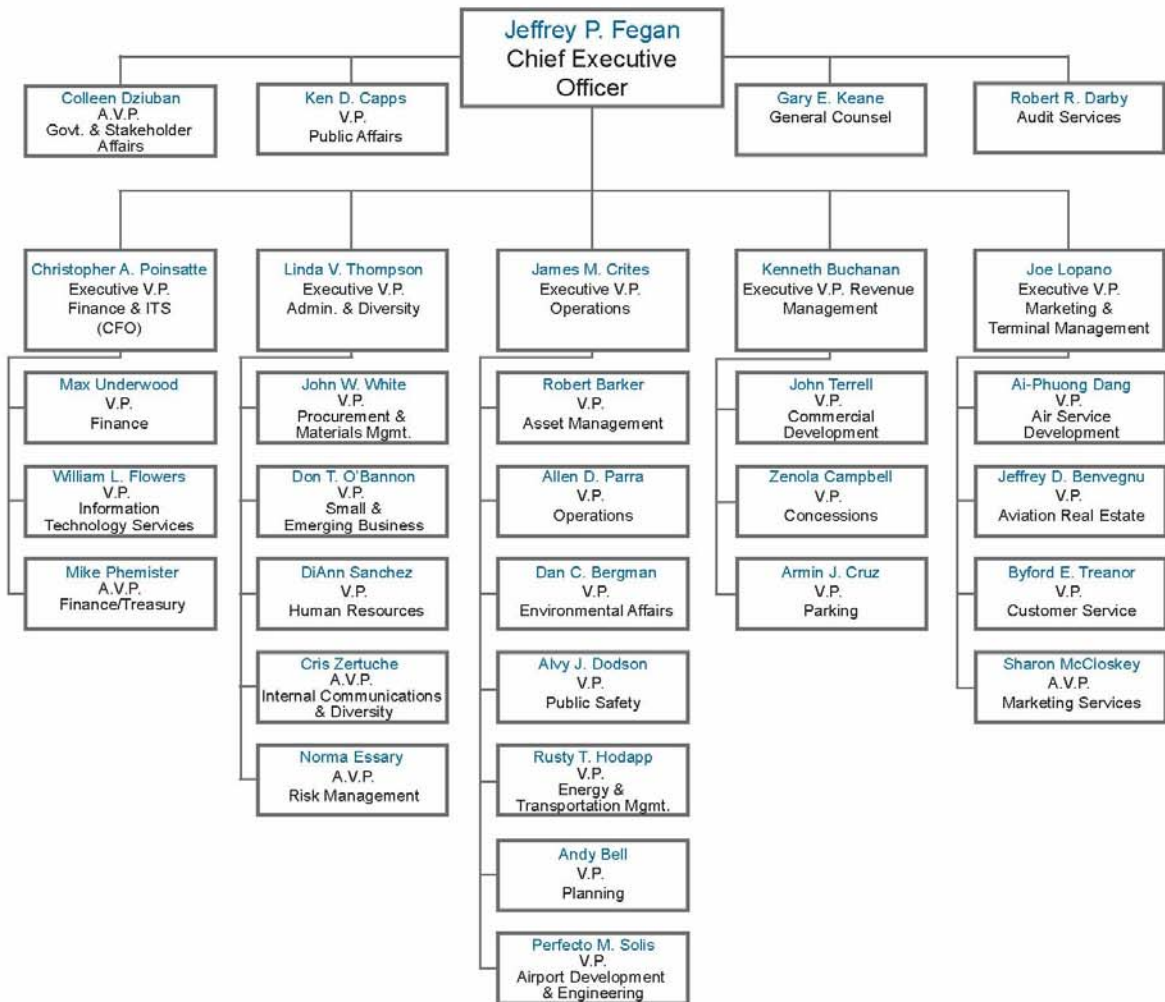 Jeffrey P. Fegan
Chief Executive
Officer
Colleen Dziuban
A.V.P.
Govt. & Stakeholder
Affairs
Ken D. Capps
V.P.
Public Affairs
Gary E. Keane
General Counsel
Robert R. Darby
Audit Services
Christopher A. Poinsatte
Executive V.P.
Finance & ITS
(CFO)
Linda V. Thompson
Executive V.P.
Admin. & Diversity
James M. Crites
Executive V.P.
Operations
Kenneth Buchanan
Executive V.P. Revenue
Management
Joe Lopano
Executive V.P.
Marketing &
Terminal Management
Max Underwood
V.P.
Finance
William L. Flowers
V.P.
Information
Technology Services
Mike Phemister
A.V.P.
Finance/Treasury
John W. White
V.P.
Procurement &
Materials Mgmt.
Don T. O'Bannon
V.P.
Small &
Emerging Business
DiAnn Sanchez
V.P.
Human Resources
Cris Zertuche
A.V.P.
Internal Communications
& Diversity
Norma Essary
A.V.P.
Risk Management
Robert Barker
V.P.
Asset Management
Allen D. Parra
V.P.
Operations
Dan C. Bergman
V.P.
Environmental Affairs
Alvy J. Dodson
V.P.
Public Safety
Rusty T. Hodapp
V.P.
Energy &
Transportation Mgmt.
Andy Bell
V.P.
Planning
Perfecto M. Solis
V.P.
Airport Development
& Engineering
John Terrell
V.P.
Commercial
Development
Zenola Campbell
V.P.
Concessions
Armin J. Cruz
V.P.
Parking
Ai-Phuong Dang
V.P.
Air Service
Development
Jeffrey D. Benvegnu
V.P.
Aviation Real Estate
Byford E. Treanor
V.P.
Customer Service
Sharon McCloskey
A.V.P.
Marketing Services